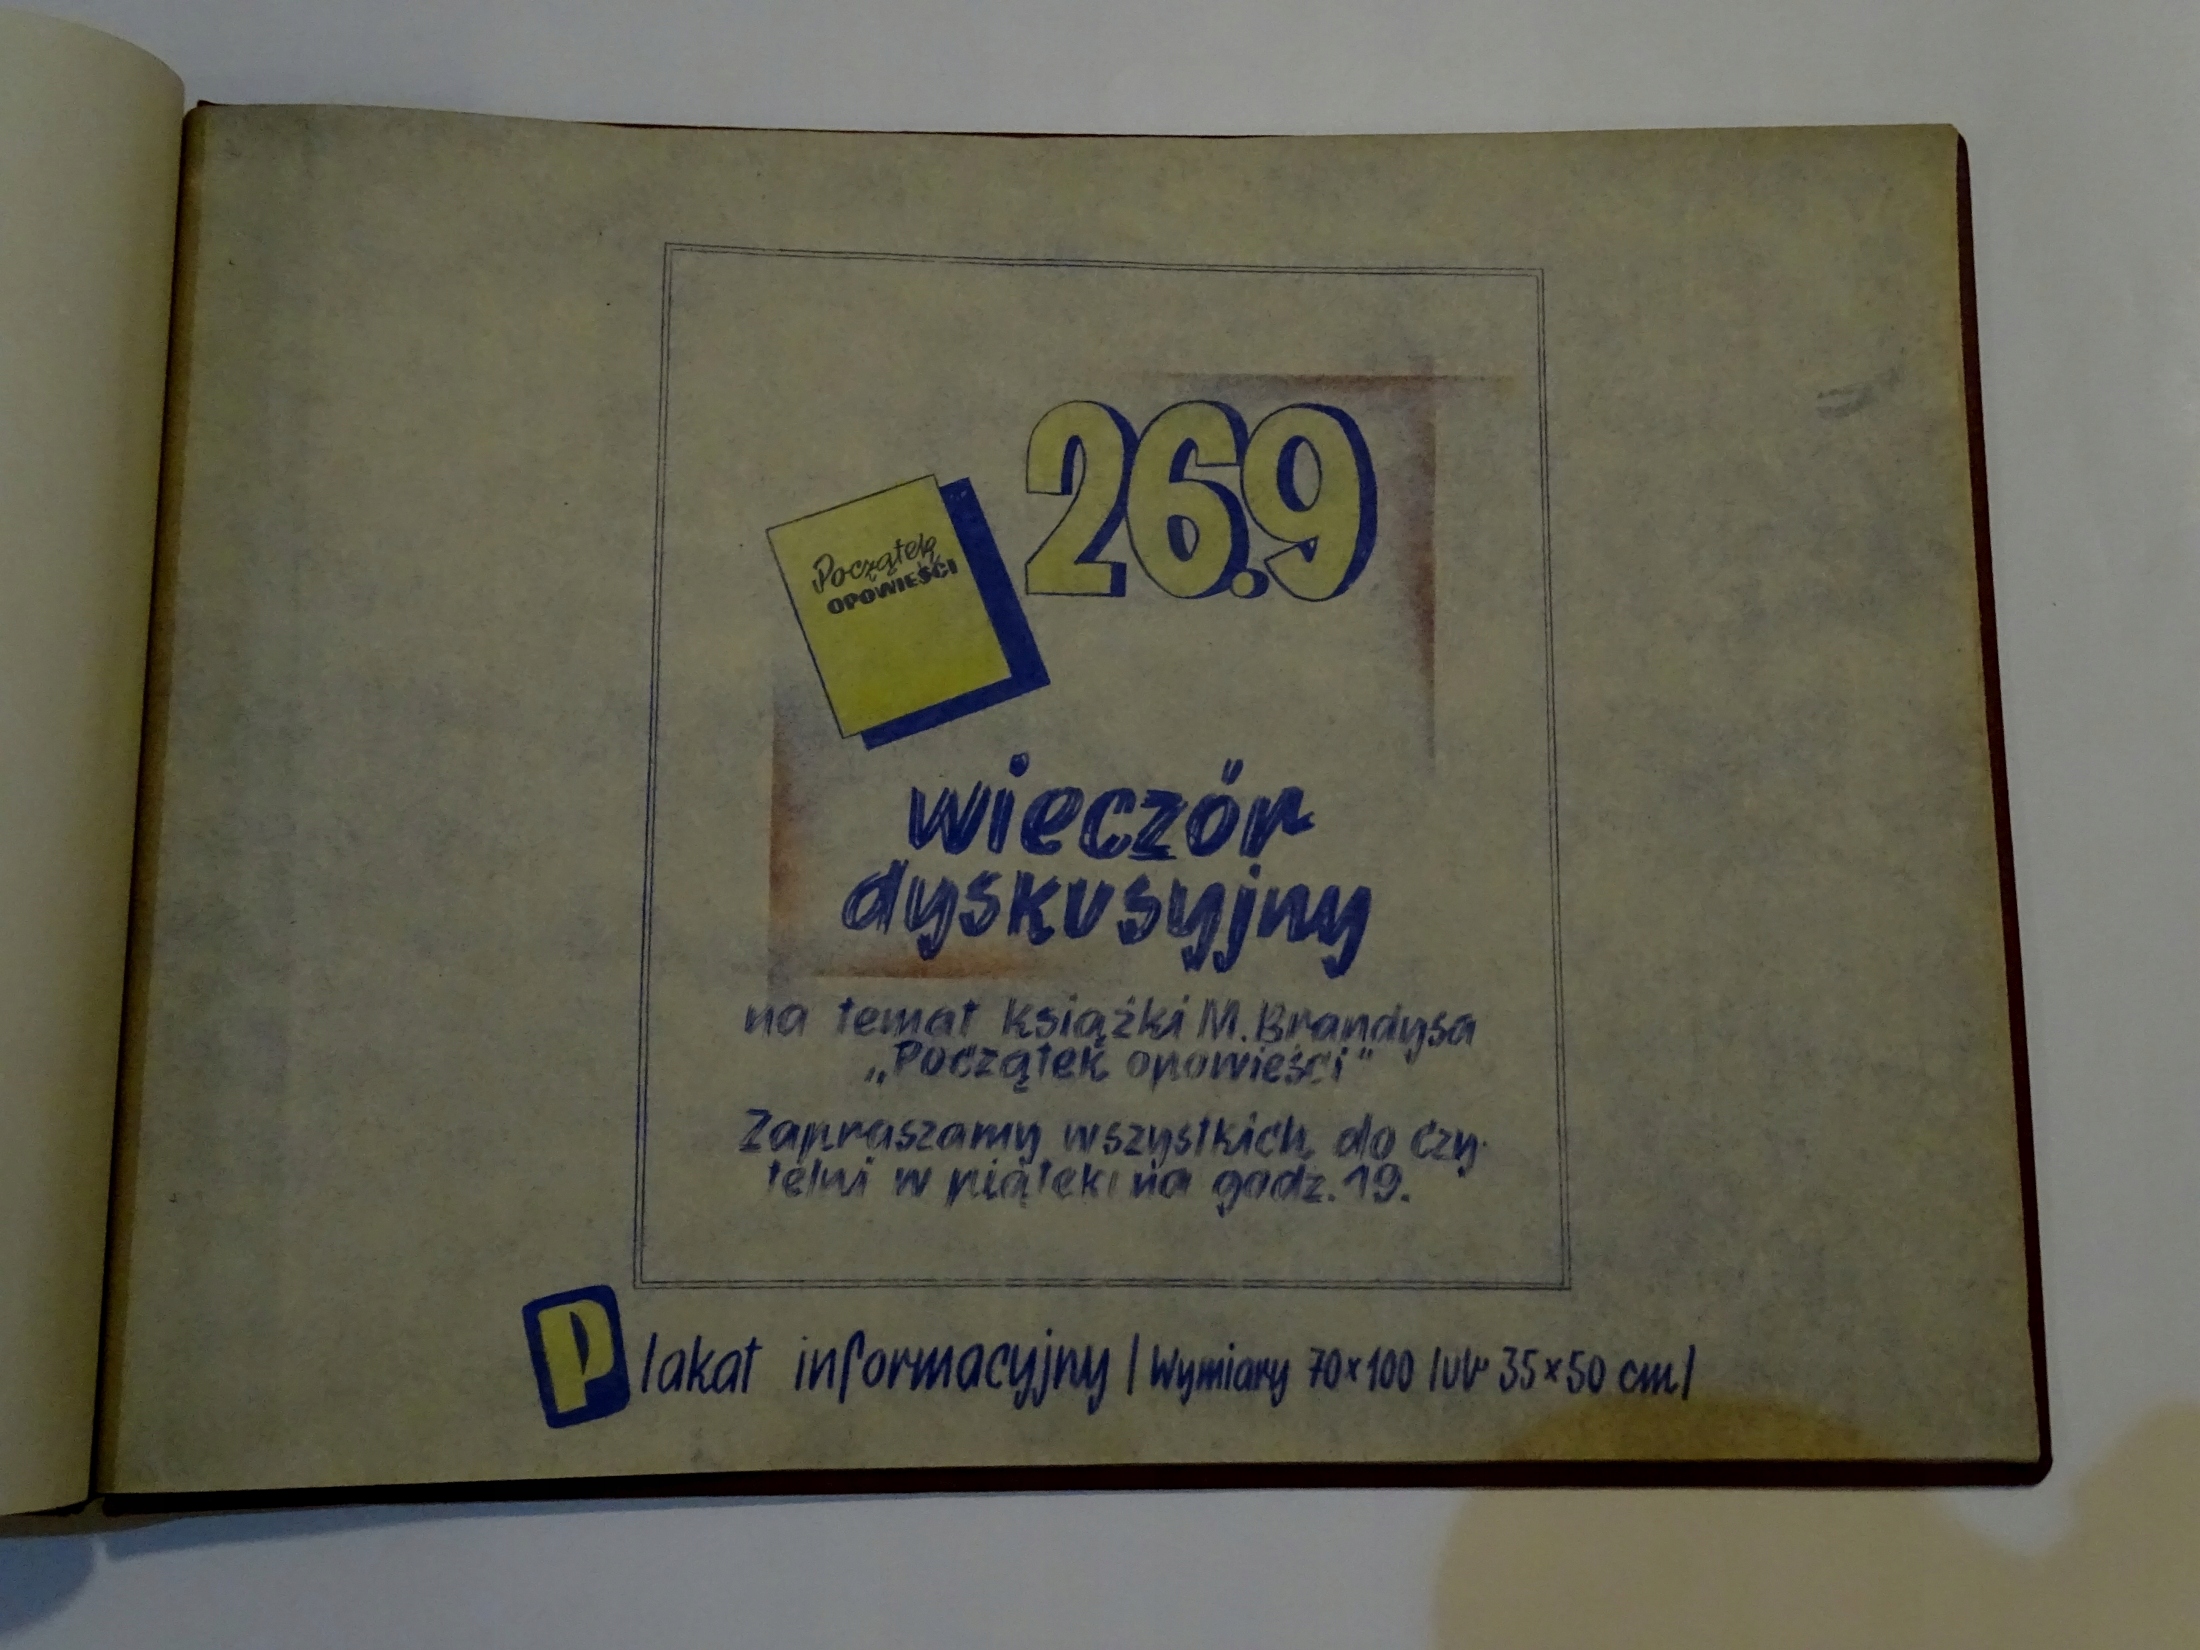 26.9
Początek
OPOWIEŚCI
wieczór
dyskusyjny
na temat książki M. Brandysa
„Początek opowieści"
Zapraszamy wszystkich do czy-
telni w piątek na godz. 19.
Plakat informacyjny / Wymiary 70×100 lub 35×50 cm /